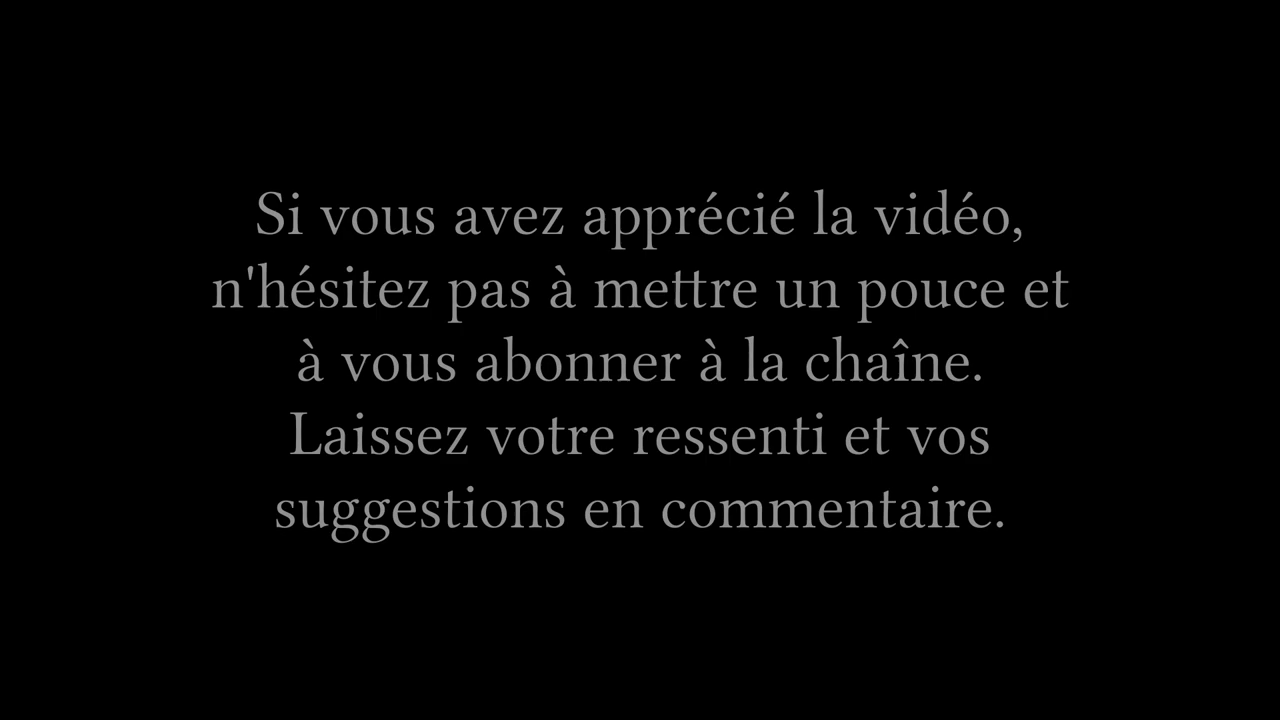 Si vous avez apprécié la vidéo,
n'hésitez pas à mettre un pouce et
à vous abonner à la chaîne.
Laissez votre ressenti et vos
suggestions en commentaire.